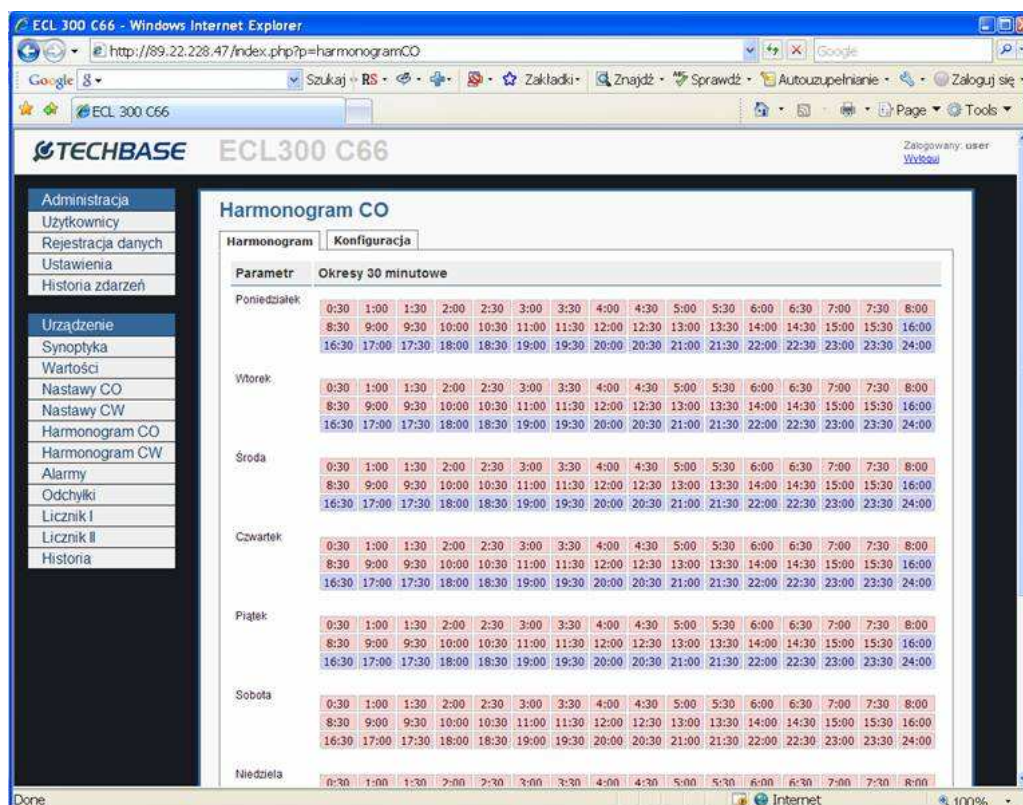 ECL 300 C66 - Windows Internet Explorer
http://89.22.228.47/index.php?p=harmonogramCO
Google
Google
Szukaj
RS
Zakładki
Znajdź
Sprawdź
Autouzupełnianie
Zaloguj się
ECL 300 C66
Page
Tools
TECHBASE
ECL300 C66
Zalogowany: user
Wyloguj
Administracja
Użytkownicy
Rejestracja danych
Ustawienia
Historia zdarzeń
Urządzenie
Synoptyka
Wartości
Nastawy CO
Nastawy CW
Harmonogram CO
Harmonogram CW
Alarmy
Odchyłki
Licznik I
Licznik II
Historia
Harmonogram CO
Harmonogram
Konfiguracja
Parametr Okresy 30 minutowe
Poniedziałek
0:30 1:00 1:30 2:00 2:30 3:00 3:30 4:00 4:30 5:00 5:30 6:00 6:30 7:00 7:30 8:00
8:30 9:00 9:30 10:00 10:30 11:00 11:30 12:00 12:30 13:00 13:30 14:00 14:30 15:00 15:30 16:00
16:30 17:00 17:30 18:00 18:30 19:00 19:30 20:00 20:30 21:00 21:30 22:00 22:30 23:00 23:30 24:00
Wtorek
0:30 1:00 1:30 2:00 2:30 3:00 3:30 4:00 4:30 5:00 5:30 6:00 6:30 7:00 7:30 8:00
8:30 9:00 9:30 10:00 10:30 11:00 11:30 12:00 12:30 13:00 13:30 14:00 14:30 15:00 15:30 16:00
16:30 17:00 17:30 18:00 18:30 19:00 19:30 20:00 20:30 21:00 21:30 22:00 22:30 23:00 23:30 24:00
Środa
0:30 1:00 1:30 2:00 2:30 3:00 3:30 4:00 4:30 5:00 5:30 6:00 6:30 7:00 7:30 8:00
8:30 9:00 9:30 10:00 10:30 11:00 11:30 12:00 12:30 13:00 13:30 14:00 14:30 15:00 15:30 16:00
16:30 17:00 17:30 18:00 18:30 19:00 19:30 20:00 20:30 21:00 21:30 22:00 22:30 23:00 23:30 24:00
Czwartek
0:30 1:00 1:30 2:00 2:30 3:00 3:30 4:00 4:30 5:00 5:30 6:00 6:30 7:00 7:30 8:00
8:30 9:00 9:30 10:00 10:30 11:00 11:30 12:00 12:30 13:00 13:30 14:00 14:30 15:00 15:30 16:00
16:30 17:00 17:30 18:00 18:30 19:00 19:30 20:00 20:30 21:00 21:30 22:00 22:30 23:00 23:30 24:00
Piątek
0:30 1:00 1:30 2:00 2:30 3:00 3:30 4:00 4:30 5:00 5:30 6:00 6:30 7:00 7:30 8:00
8:30 9:00 9:30 10:00 10:30 11:00 11:30 12:00 12:30 13:00 13:30 14:00 14:30 15:00 15:30 16:00
16:30 17:00 17:30 18:00 18:30 19:00 19:30 20:00 20:30 21:00 21:30 22:00 22:30 23:00 23:30 24:00
Sobota
0:30 1:00 1:30 2:00 2:30 3:00 3:30 4:00 4:30 5:00 5:30 6:00 6:30 7:00 7:30 8:00
8:30 9:00 9:30 10:00 10:30 11:00 11:30 12:00 12:30 13:00 13:30 14:00 14:30 15:00 15:30 16:00
16:30 17:00 17:30 18:00 18:30 19:00 19:30 20:00 20:30 21:00 21:30 22:00 22:30 23:00 23:30 24:00
Niedziela
0:30 1:00 1:30 2:00 2:30 3:00 3:30 4:00 4:30 5:00 5:30 6:00 6:30 7:00 7:30 8:00
Done
Internet
100%